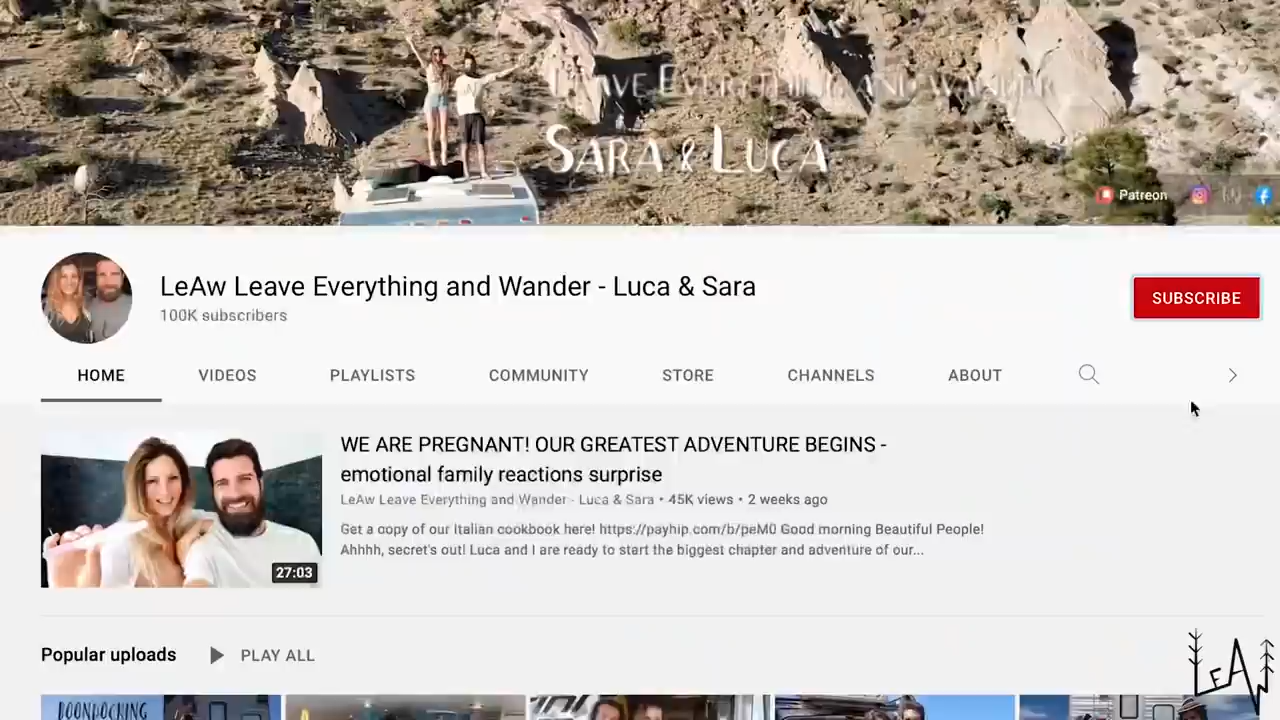 LEAVE EVERYTHING AND WANDER
SARA & LUCA
Patreon
LeAw Leave Everything and Wander - Luca & Sara
100K subscribers
SUBSCRIBE
HOME
VIDEOS
PLAYLISTS
COMMUNITY
STORE
CHANNELS
ABOUT
WE ARE PREGNANT! OUR GREATEST ADVENTURE BEGINS -
emotional family reactions surprise
LeAw Leave Everything and Wander - Luca & Sara • 45K views • 2 weeks ago
Get a copy of our Italian cookbook here! https://payhip.com/b/peM0 Good morning Beautiful People!
Ahhhh, secret's out! Luca and I are ready to start the biggest chapter and adventure of our...
27:03
Popular uploads
PLAY ALL
BOONDOCKING
LEAW